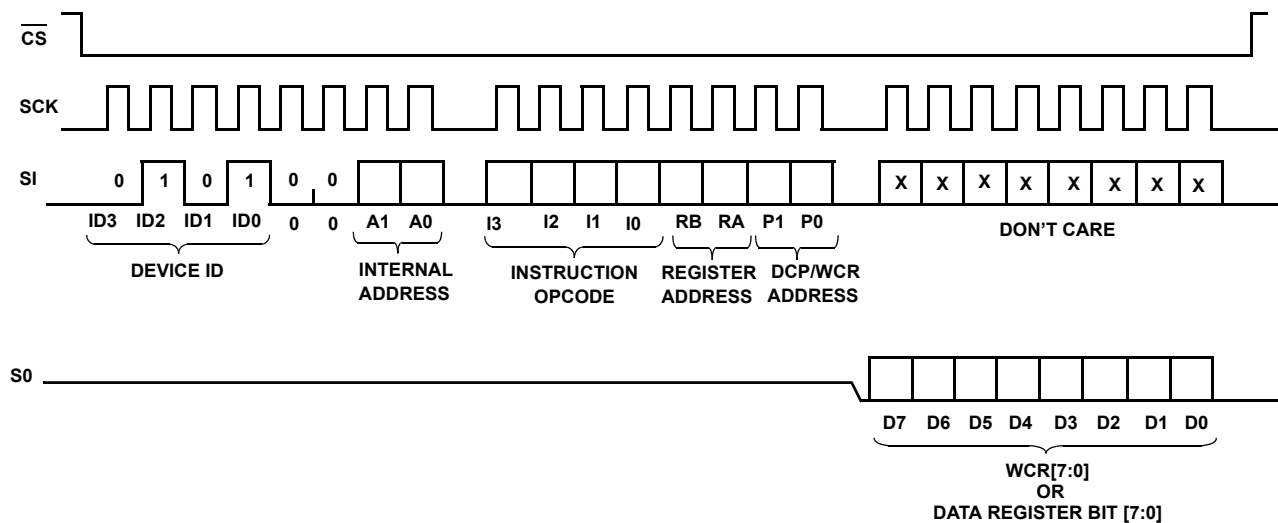 CS
SCK
SI
0 1 0 1 0 0
X X X X X X X X
ID3 ID2 ID1 ID0 0 0 A1 A0 I3 I2 I1 I0 RB RA P1 P0
DON'T CARE
DEVICE ID
INTERNAL
ADDRESS
INSTRUCTION
OPCODE
REGISTER
ADDRESS
DCP/WCR
ADDRESS
S0
D7 D6 D5 D4 D3 D2 D1 D0
WCR[7:0]
OR
DATA REGISTER BIT [7:0]